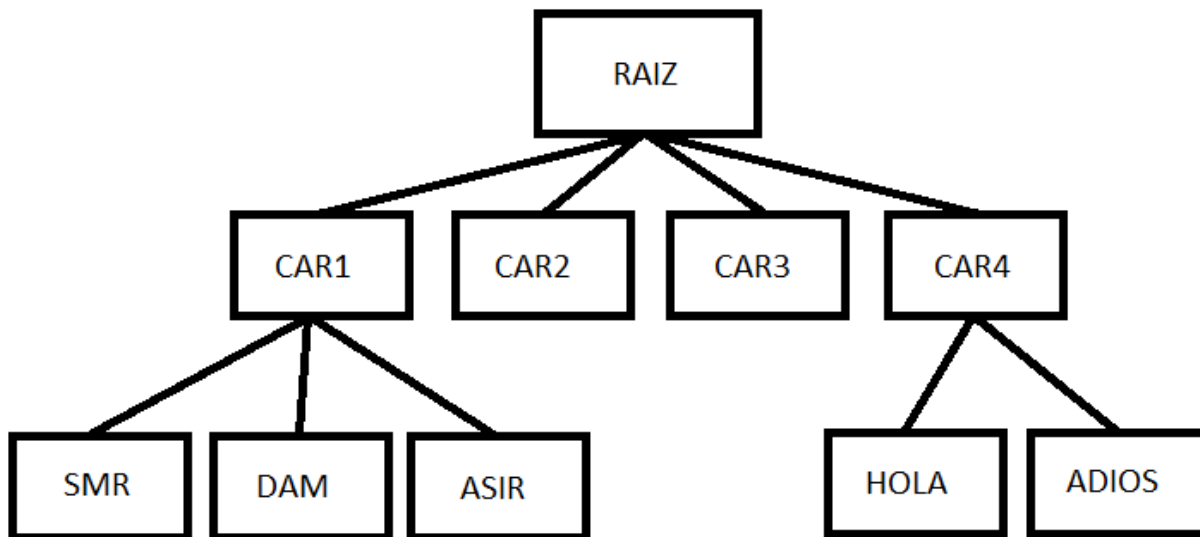 RAIZ
CAR1
CAR2
CAR3
CAR4
SMR
DAM
ASIR
HOLA
ADIOS